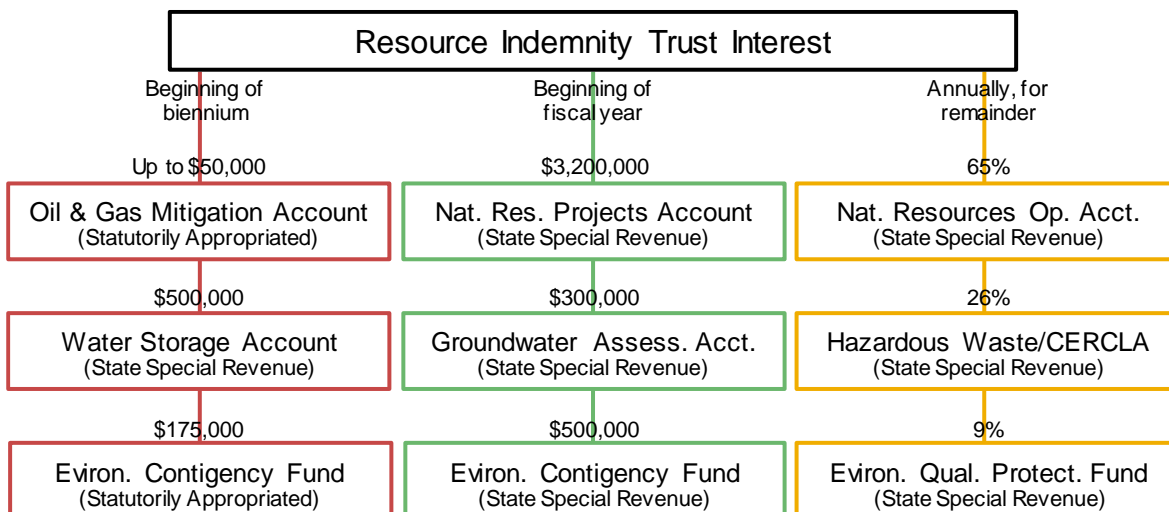 Resource Indemnity Trust Interest
Beginning of
biennium
Up to $50,000
Oil & Gas Mitigation Account
(Statutorily Appropriated)
$500,000
Water Storage Account
(State Special Revenue)
$175,000
Eviron. Contigency Fund
(Statutorily Appropriated)
Beginning of
fiscal year
$3,200,000
Nat. Res. Projects Account
(State Special Revenue)
$300,000
Groundwater Assess. Acct.
(State Special Revenue)
$500,000
Eviron. Contigency Fund
(State Special Revenue)
Annually, for
remainder
65%
Nat. Resources Op. Acct.
(State Special Revenue)
26%
Hazardous Waste/CERCLA
(State Special Revenue)
9%
Eviron. Qual. Protect. Fund
(State Special Revenue)